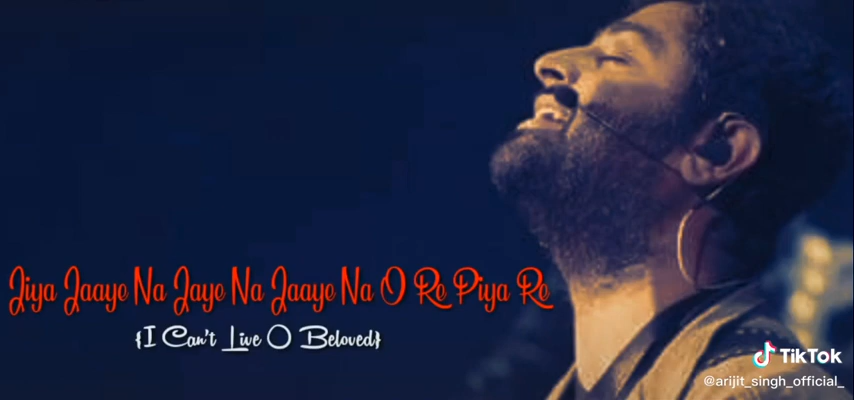 Jiya Jaaye Na Jaye Na Jaaye Na O Re Piya Re
{I Can't Live O Beloved}
TikTok
@arijit_singh_official_